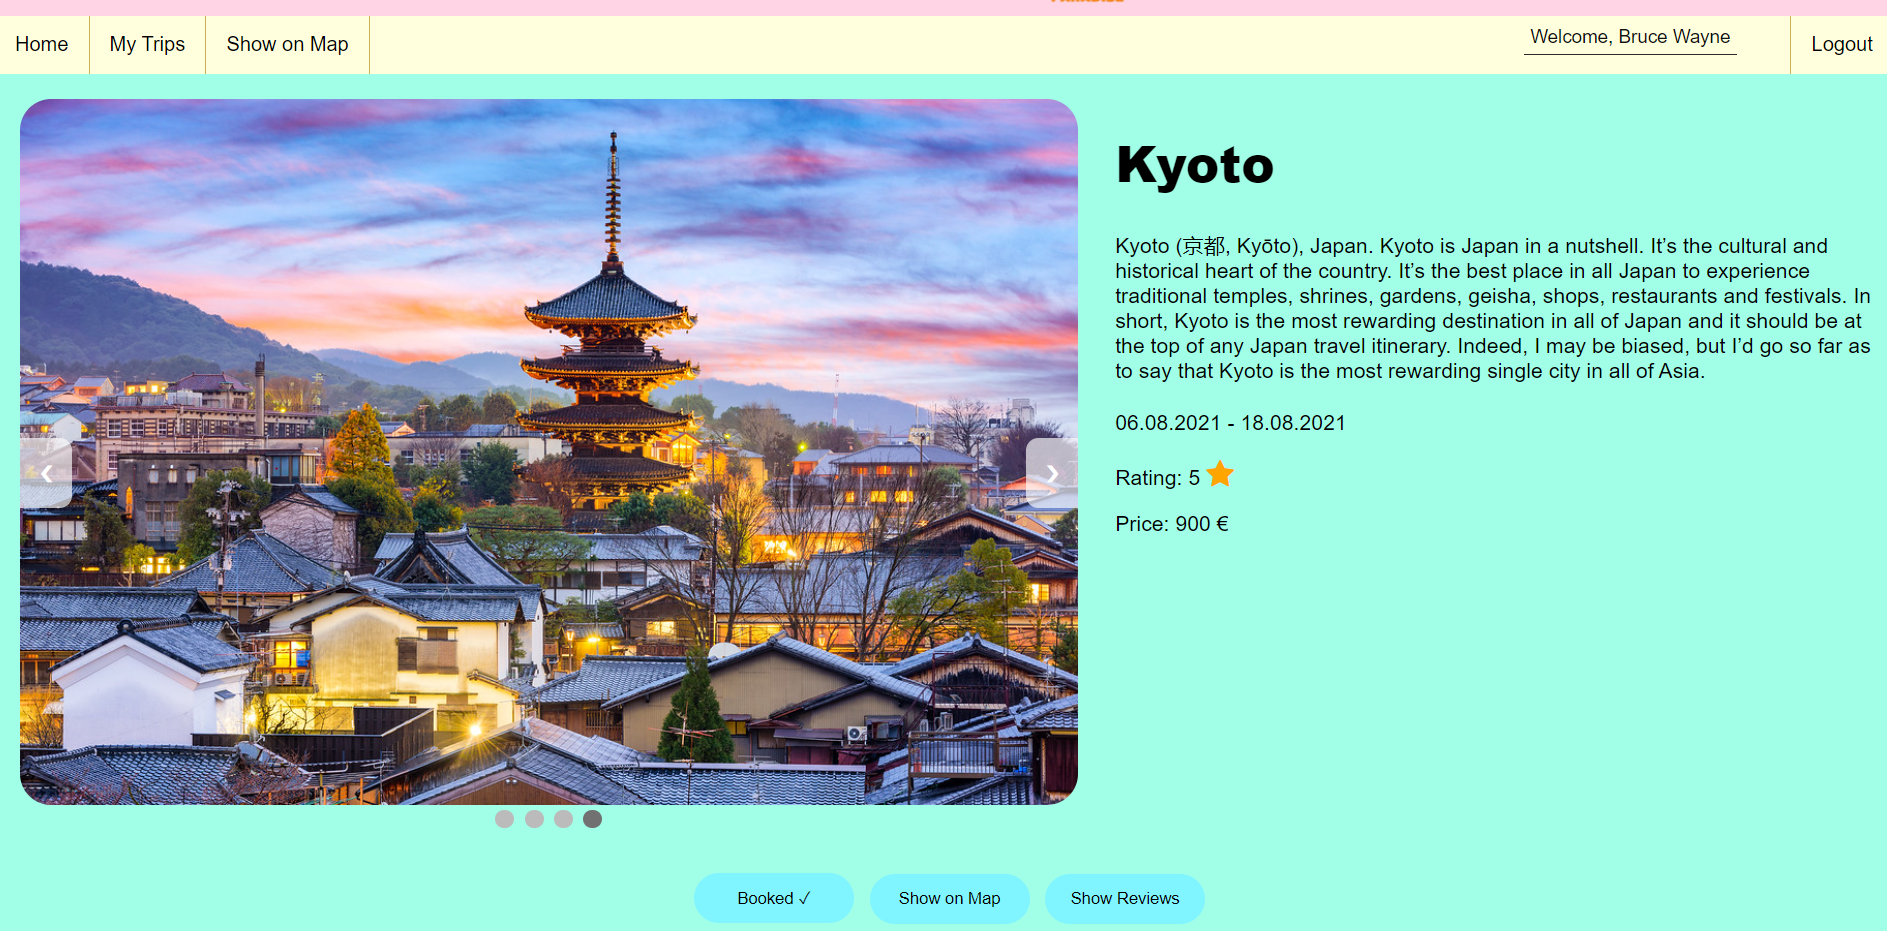 Home
My Trips
Show on Map
Welcome, Bruce Wayne
Logout
Kyoto
Kyoto (京都, Kyōto), Japan. Kyoto is Japan in a nutshell. It’s the cultural and
historical heart of the country. It’s the best place in all Japan to experience
traditional temples, shrines, gardens, geisha, shops, restaurants and festivals. In
short, Kyoto is the most rewarding destination in all of Japan and it should be at
the top of any Japan travel itinerary. Indeed, I may be biased, but I’d go so far as
to say that Kyoto is the most rewarding single city in all of Asia.
06.08.2021 - 18.08.2021
Rating: 5
Price: 900 €
❮
❯
Booked ✓
Show on Map
Show Reviews